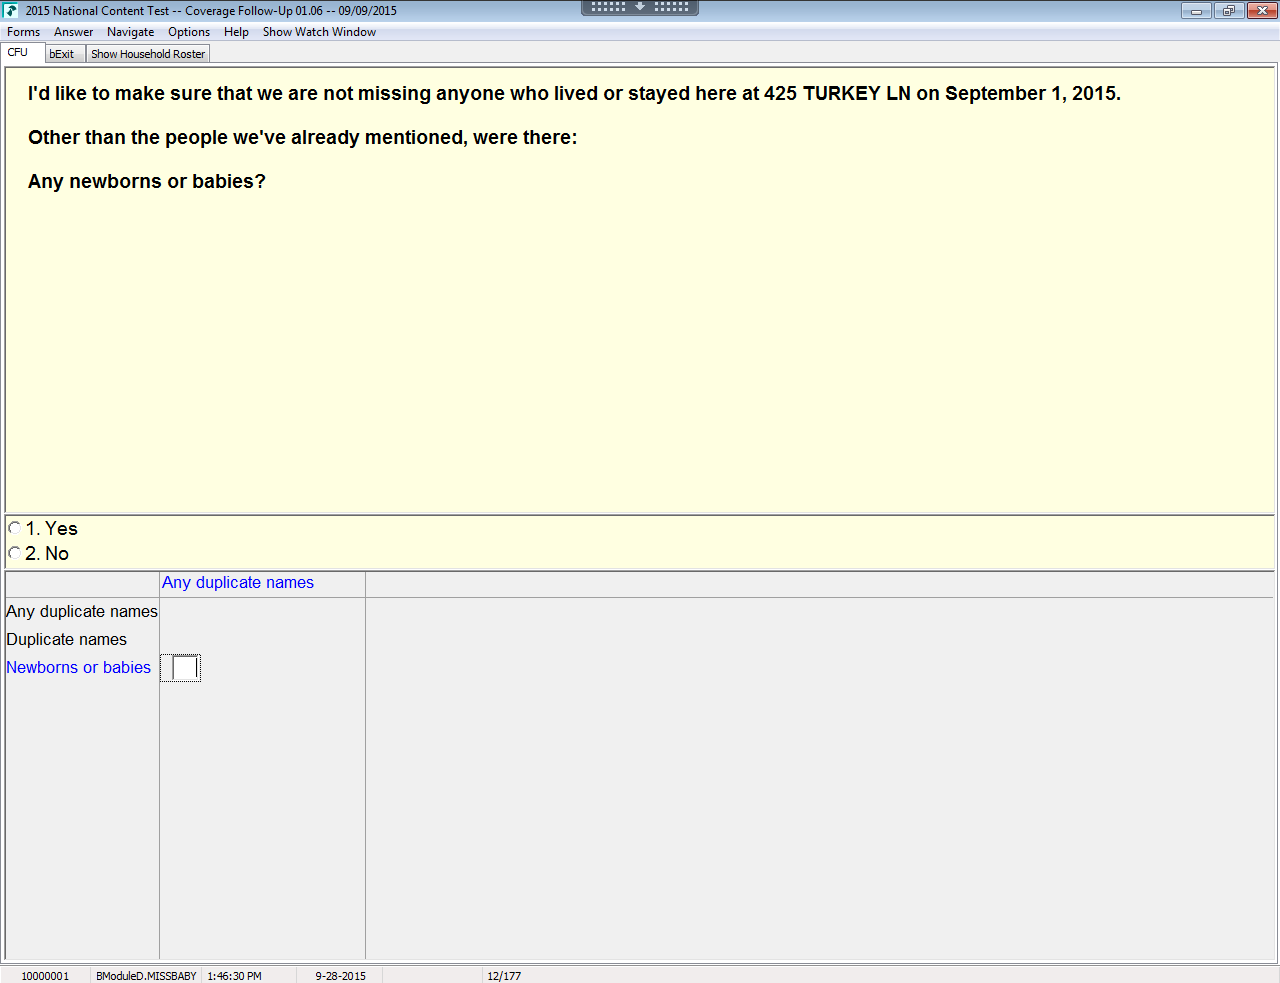 2015 National Content Test -- Coverage Follow-Up 01.06 -- 09/09/2015
Forms Answer Navigate Options Help Show Watch Window
CFU bExit Show Household Roster
I'd like to make sure that we are not missing anyone who lived or stayed here at 425 TURKEY LN on September 1, 2015.
Other than the people we've already mentioned, were there:
Any newborns or babies?
1. Yes
2. No
Any duplicate names
Any duplicate names
Duplicate names
Newborns or babies
10000001 BModuleD.MISSBABY 1:46:30 PM 9-28-2015 12/177